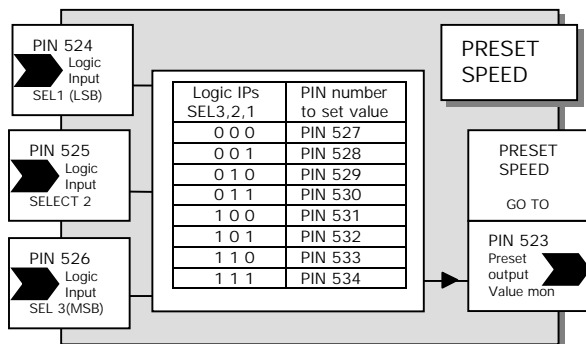 PIN 524
Logic
Input
SEL1 (LSB)
PIN 525
Logic
Input
SELECT 2
PIN 526
Logic
Input
SEL 3(MSB)
Logic IPs PIN number
SEL3,2,1 to set value
0 0 0 PIN 527
0 0 1 PIN 528
0 1 0 PIN 529
0 1 1 PIN 530
1 0 0 PIN 531
1 0 1 PIN 532
1 1 0 PIN 533
1 1 1 PIN 534
PRESET
SPEED
PRESET
SPEED
GO TO
PIN 523
Preset
output
Value mon